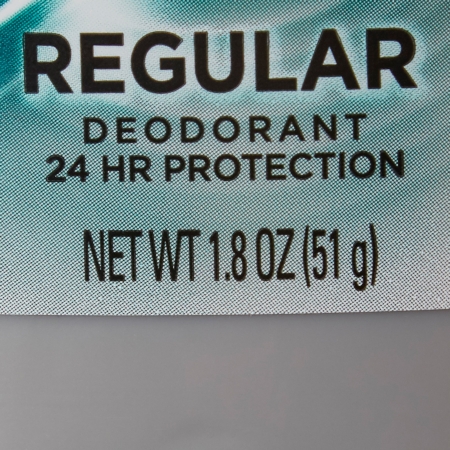 REGULAR
DEODORANT
24 HR PROTECTION
NET WT 1.8 OZ (51 g)